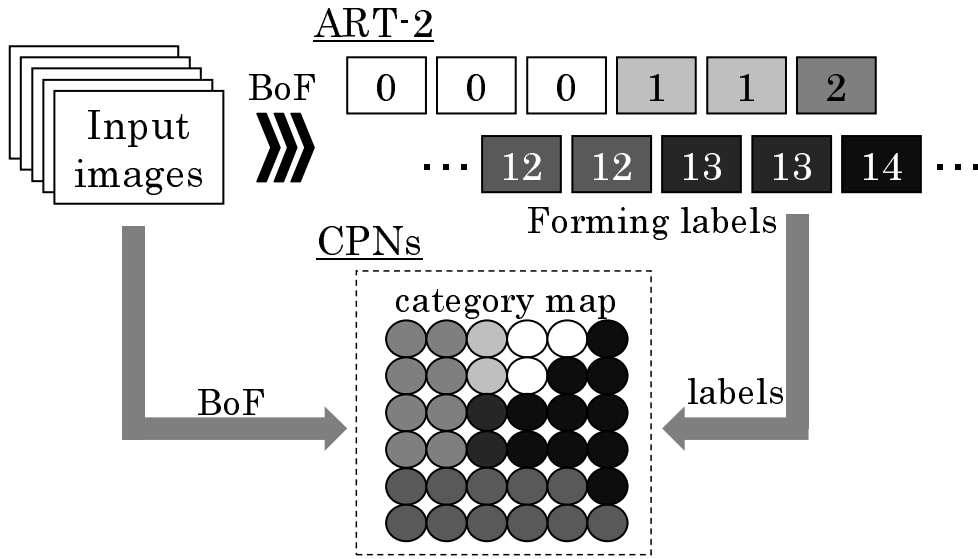 ART-2
BoF
0 0 0 1 1 2
Input
images
... 12 12 13 13 14 ...
Forming labels
CPNs
category map
BoF
labels